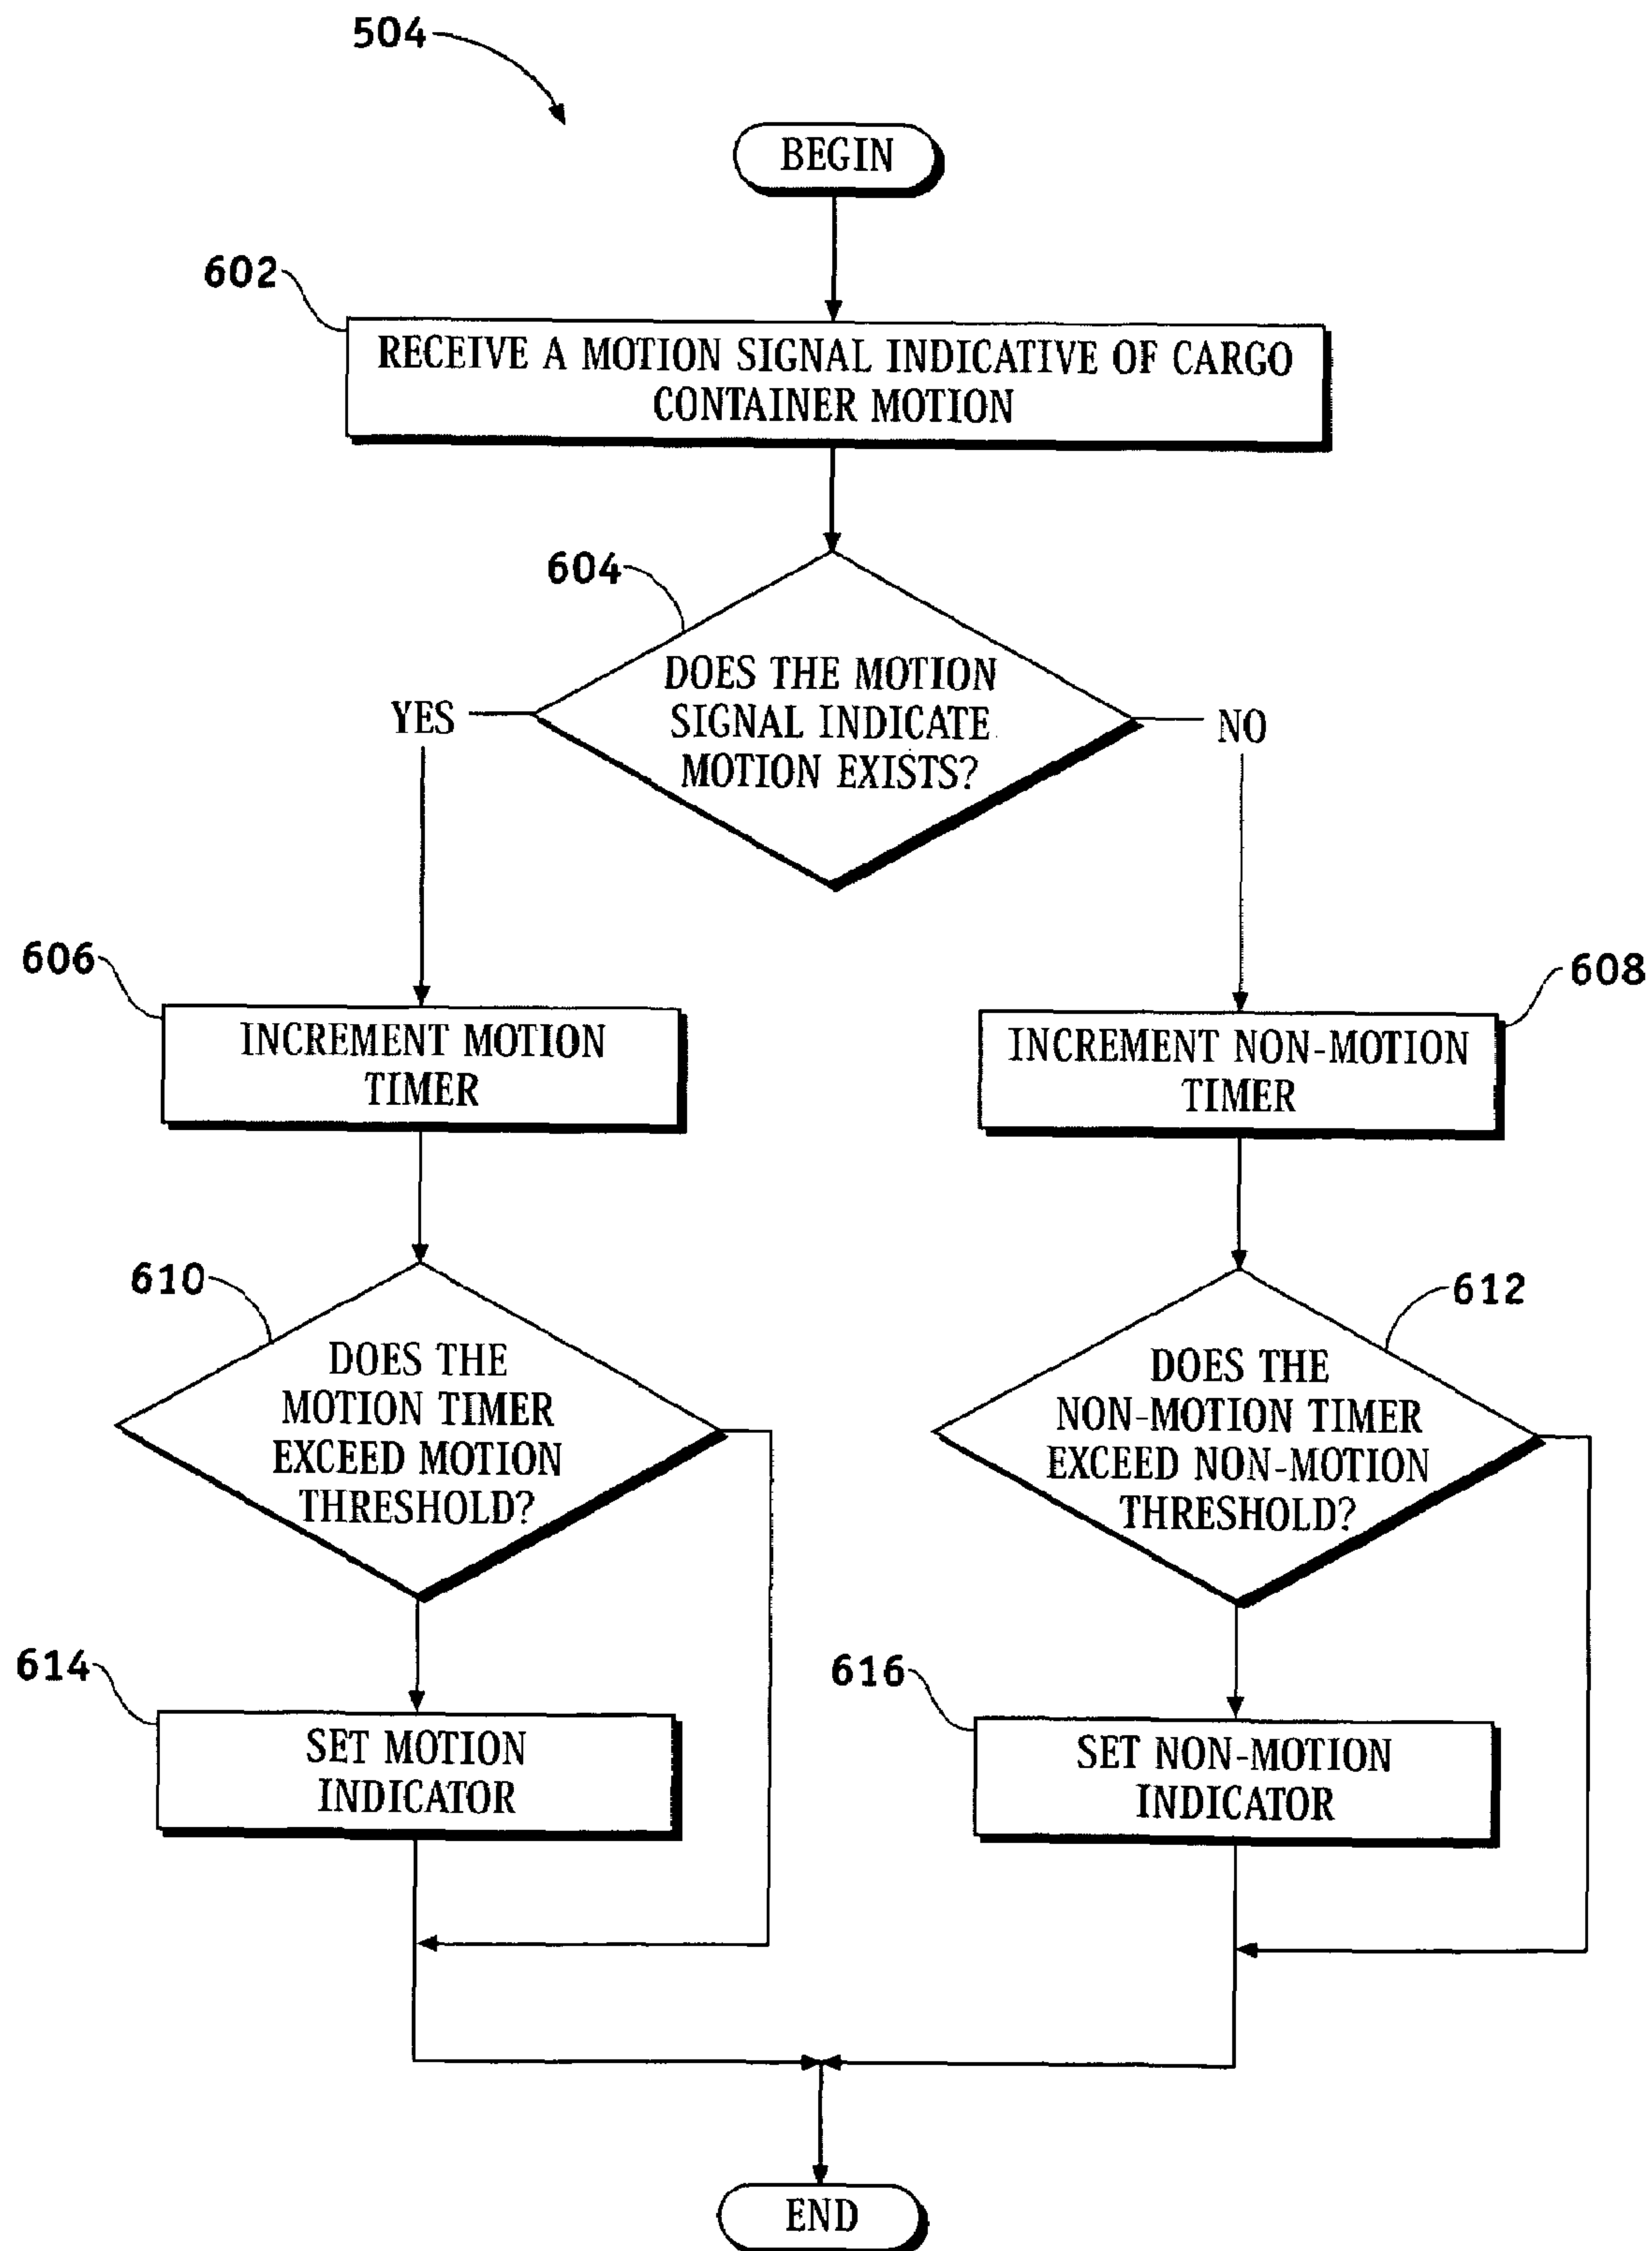 504
BEGIN
602
RECEIVE A MOTION SIGNAL INDICATIVE OF CARGO
CONTAINER MOTION
604
DOES THE MOTION
SIGNAL INDICATE
MOTION EXISTS?
YES
NO
606
INCREMENT MOTION
TIMER
608
INCREMENT NON-MOTION
TIMER
610
DOES THE
MOTION TIMER
EXCEED MOTION
THRESHOLD?
612
DOES THE
NON-MOTION TIMER
EXCEED NON-MOTION
THRESHOLD?
614
SET MOTION
INDICATOR
616
SET NON-MOTION
INDICATOR
END